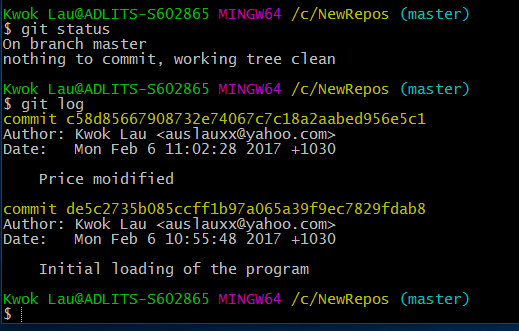 Kwok Lau@ADLITS-S602865 MINGW64 /c/NewRepos (master)
$ git status
On branch master
nothing to commit, working tree clean
Kwok Lau@ADLITS-S602865 MINGW64 /c/NewRepos (master)
$ git log
commit c58d85667908732e74067c7c18a2aabed956e5c1
Author: Kwok Lau <auslauxx@yahoo.com>
Date:   Mon Feb 6 11:02:28 2017 +1030
    Price moidified
commit de5c2735b085ccff1b97a065a39f9ec7829fdab8
Author: Kwok Lau <auslauxx@yahoo.com>
Date:   Mon Feb 6 10:55:48 2017 +1030
    Initial loading of the program
Kwok Lau@ADLITS-S602865 MINGW64 /c/NewRepos (master)
$